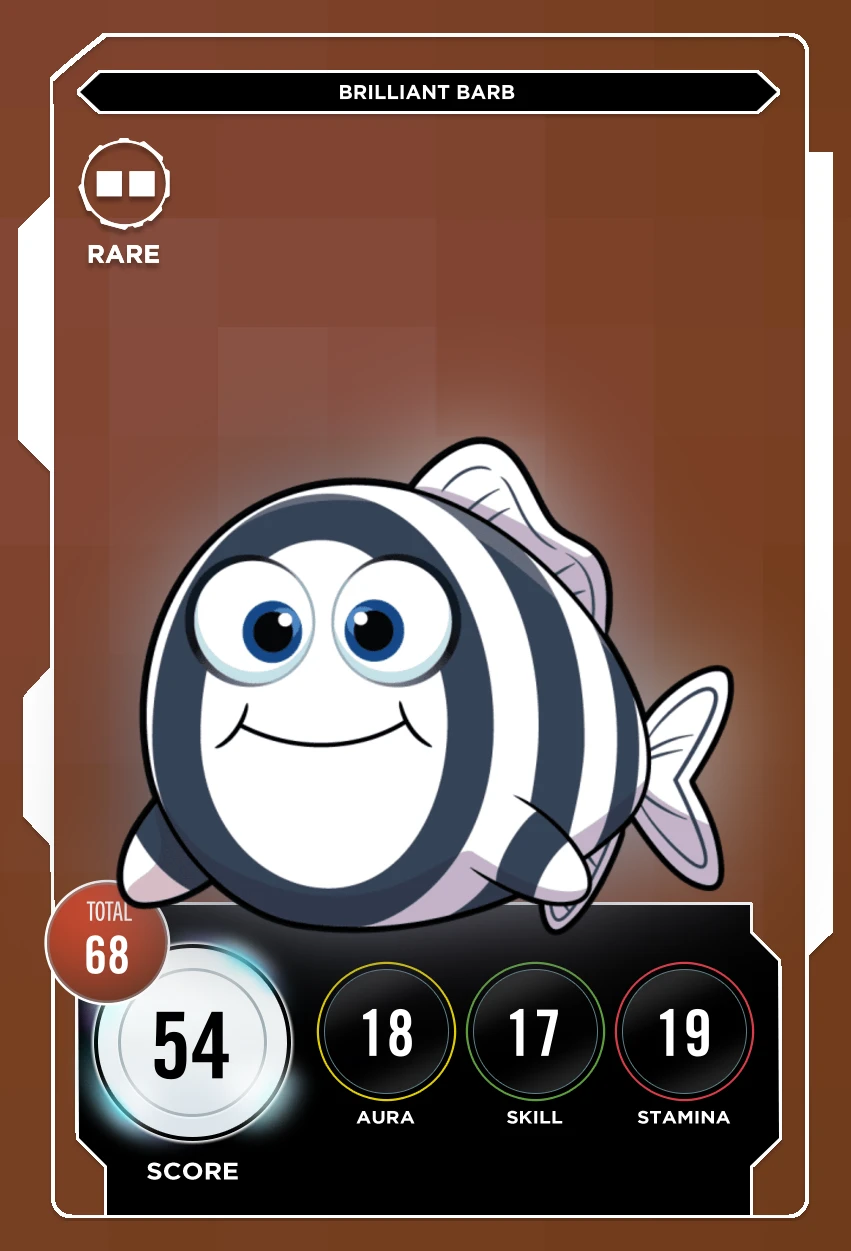 BRILLIANT BARB
RARE
TOTAL
68
54
18
17
19
AURA
SKILL
STAMINA
SCORE